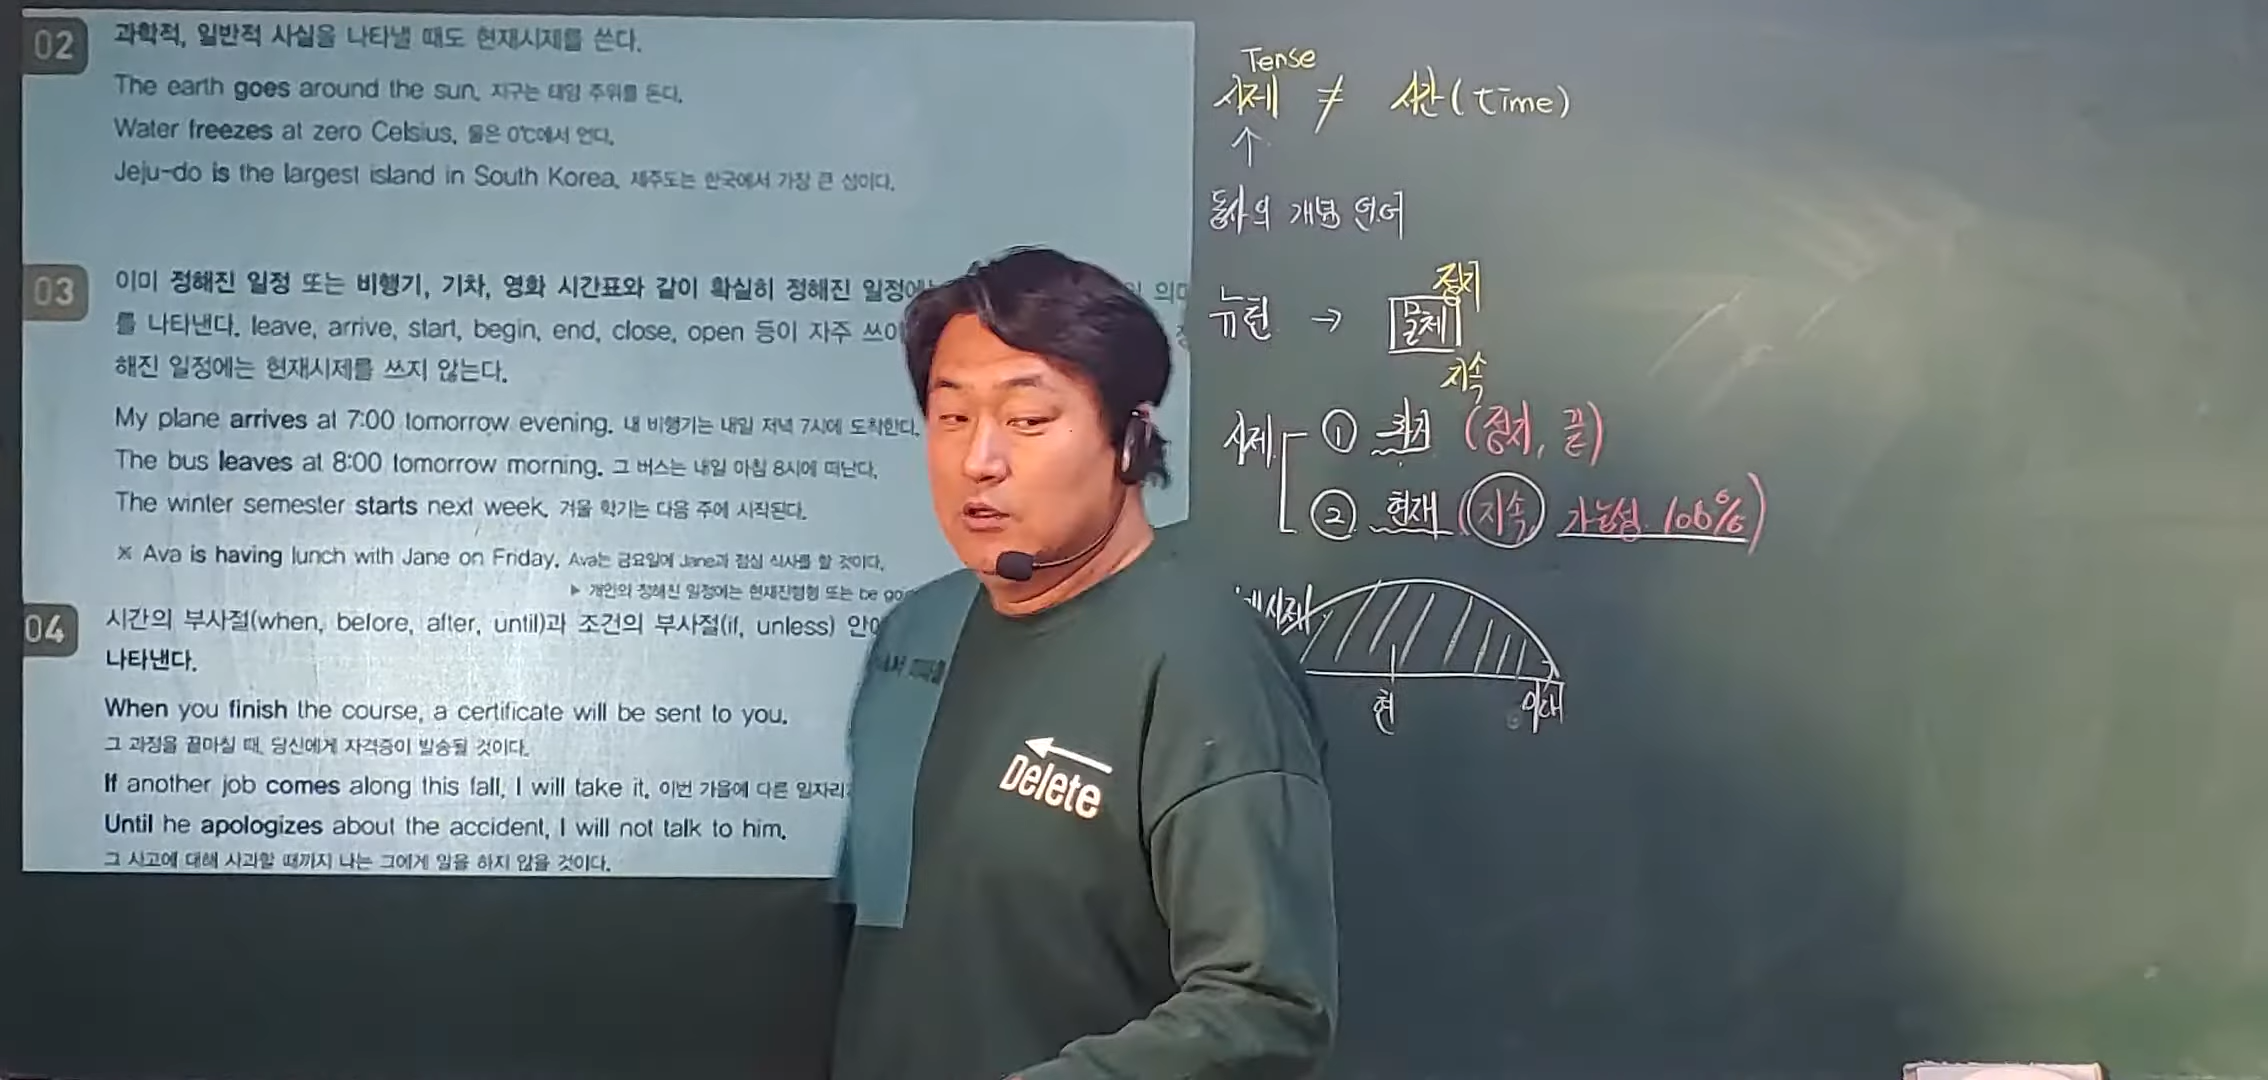 02
과학적, 일반적 사실을 나타낼 때도 현재시제를 쓴다.
The earth goes around the sun. 지구는 태양 주위를 돈다.
Water freezes at zero Celsius. 물은 0℃에서 언다.
Jeju-do is the largest island in South Korea. 제주도는 한국에서 가장 큰 섬이다.
03
이미 정해진 일정 또는 비행기, 기차, 영화 시간표와 같이 확실히 정해진 일정에는
를 나타낸다. leave, arrive, start, begin, end, close, open 등이 자주 쓰이
해진 일정에는 현재시제를 쓰지 않는다.
My plane arrives at 7:00 tomorrow evening. 내 비행기는 내일 저녁 7시에 도착한다.
The bus leaves at 8:00 tomorrow morning. 그 버스는 내일 아침 8시에 떠난다.
The winter semester starts next week. 겨울 학기는 다음 주에 시작된다.
※ Ava is having lunch with Jane on Friday. Ava는 금요일에 Jane과 점심 식사를 할 것이다.
▶ 개인의 정해진 일정에는 현재진행형 또는 be go
04
시간의 부사절(when, before, after, until)과 조건의 부사절(if, unless) 안에
나타낸다.
When you finish the course, a certificate will be sent to you.
그 과정을 끝마실 때, 당신에게 자격증이 발송될 것이다.
If another job comes along this fall, I will take it. 이번 가을에 다른 일자리
Until he apologizes about the accident, I will not talk to him.
그 사고에 대해 사과할 때까지 나는 그에게 말을 하지 않을 것이다.
Tense
시제 ≠ 시간(time)
↑
동사의 개념 언어
정지
뉴턴 → 물체
지속
시제 ① 과거 (정지, 끝)
② 현재 (지속, 가능성 100%)
현 미래
← Delete